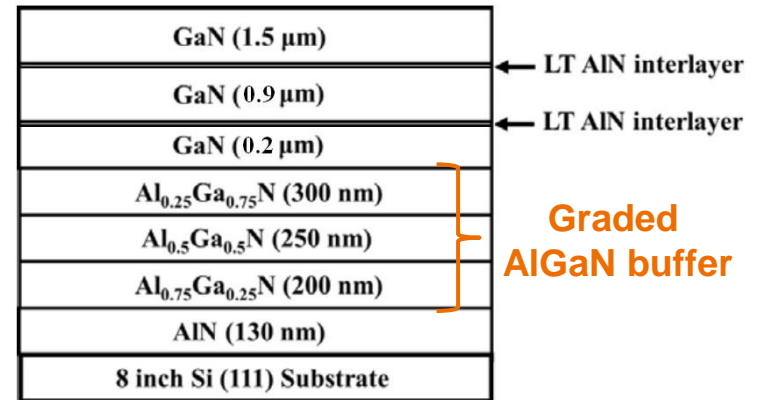 GaN (1.5 μm)
LT AlN interlayer
GaN (0.9 μm)
LT AlN interlayer
GaN (0.2 μm)
Al0.25Ga0.75N (300 nm)
Al0.5Ga0.5N (250 nm)
Al0.75Ga0.25N (200 nm)
Graded
AlGaN buffer
AlN (130 nm)
8 inch Si (111) Substrate